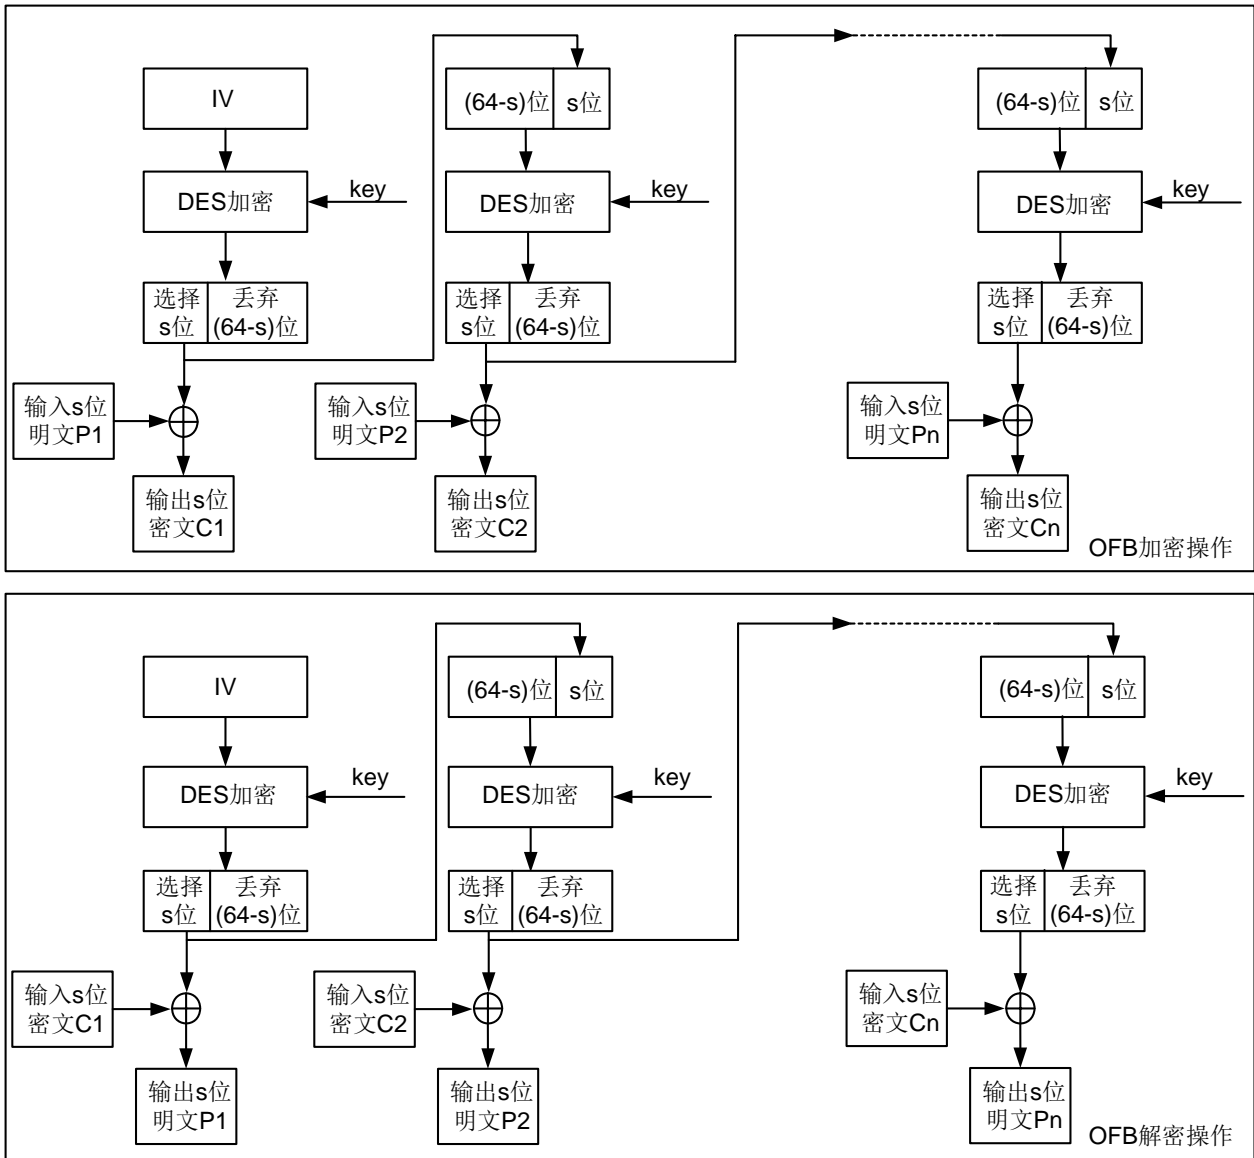 IV
(64-s)位
s位
(64-s)位
s位
DES加密
key
DES加密
key
DES加密
key
选择
s位
丢弃
(64-s)位
选择
s位
丢弃
(64-s)位
选择
s位
丢弃
(64-s)位
输入s位
明文P1
输入s位
明文P2
输入s位
明文Pn
输出s位
密文C1
输出s位
密文C2
输出s位
密文Cn
OFB加密操作
IV
(64-s)位
s位
(64-s)位
s位
DES加密
key
DES加密
key
DES加密
key
选择
s位
丢弃
(64-s)位
选择
s位
丢弃
(64-s)位
选择
s位
丢弃
(64-s)位
输入s位
密文C1
输入s位
密文C2
输入s位
密文Cn
输出s位
明文P1
输出s位
明文P2
输出s位
明文Pn
OFB解密操作